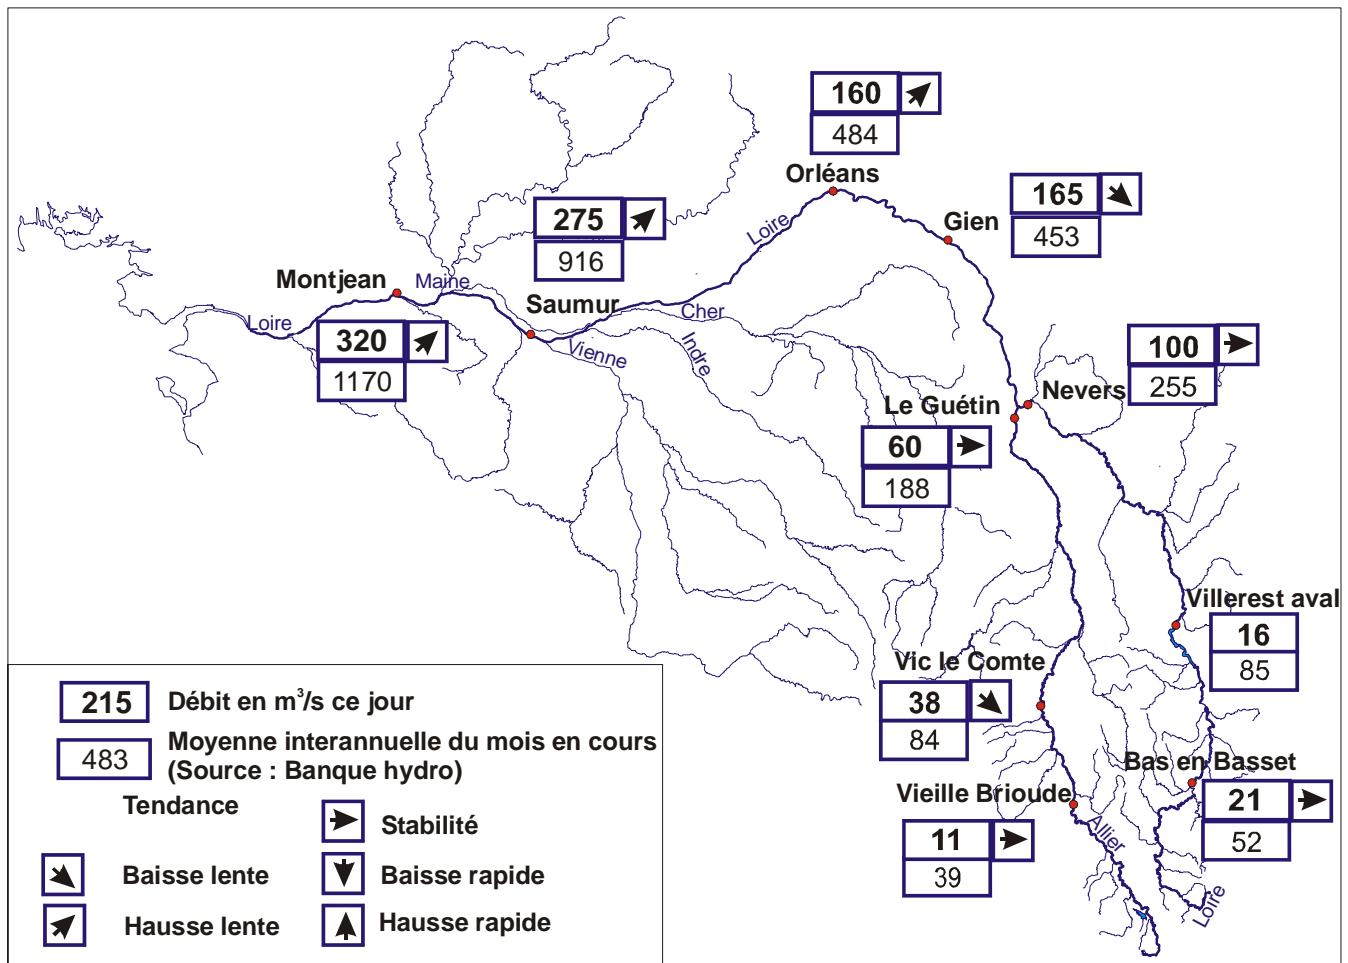 160
484
Orléans
165
453
Gien
Loire
275
916
Montjean
Maine
Saumur
Loire
320
1170
Cher
Vienne
Indre
100
255
Nevers
Le Guétin
60
188
Villerest aval
16
85
Vic le Comte
38
84
Bas en Basset
21
52
Vieille Brioude
11
39
Allier
Loire
215 Débit en m³/s ce jour
483 Moyenne interannuelle du mois en cours
(Source : Banque hydro)
Tendance
Stabilité
Baisse lente
Baisse rapide
Hausse lente
Hausse rapide